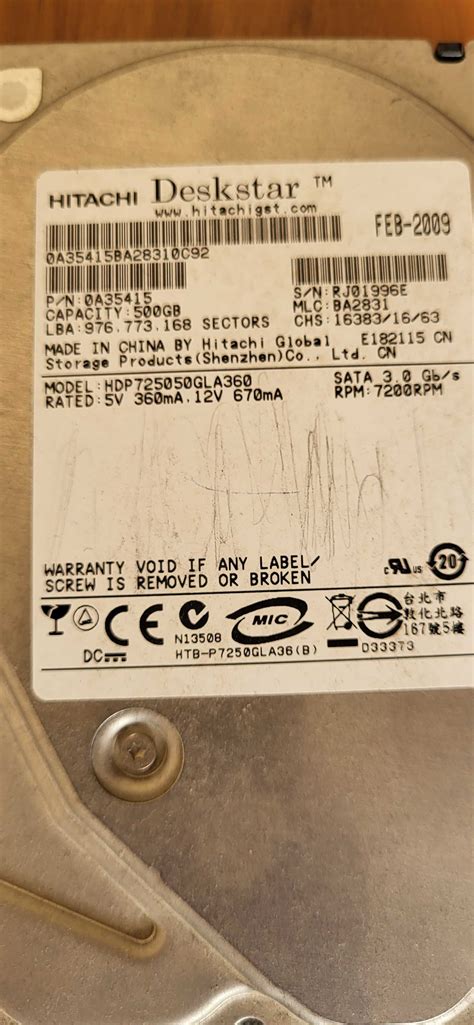 HITACHI Deskstar ™
www.hitachigst.com
FEB-2009
0A35415BA28310C92
P/N:0A35415
S/N:RJ01996E
CAPACITY:500GB
MLC:BA2831
LBA:976,773,168 SECTORS
CHS:16383/16/63
MADE IN CHINA BY Hitachi Global
E182115 CN
Storage Products(Shenzhen)Co., Ltd. CN
MODEL:HDP725050GLA360
SATA 3.0 Gb/s
RATED:5V 360mA,12V 670mA
RPM:7200RPM
WARRANTY VOID IF ANY LABEL/
SCREW IS REMOVED OR BROKEN
c RU us
20
CE
N13508
MIC
台北市
敦化北路
167號5樓
DC
HTB-P7250GLA36(B)
D33373